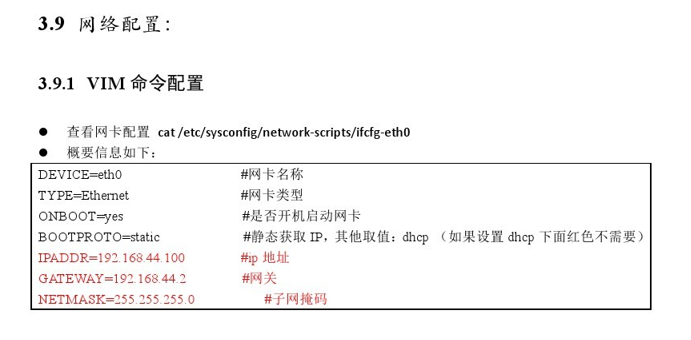 3.9 网络配置：
3.9.1 VIM 命令配置
● 查看网卡配置 cat /etc/sysconfig/network-scripts/ifcfg-eth0
● 概要信息如下：
DEVICE=eth0 #网卡名称
TYPE=Ethernet #网卡类型
ONBOOT=yes #是否开机启动网卡
BOOTPROTO=static #静态获取 IP，其他取值：dhcp （如果设置 dhcp 下面红色不需要）
IPADDR=192.168.44.100 #ip 地址
GATEWAY=192.168.44.2 #网关
NETMASK=255.255.255.0 #子网掩码